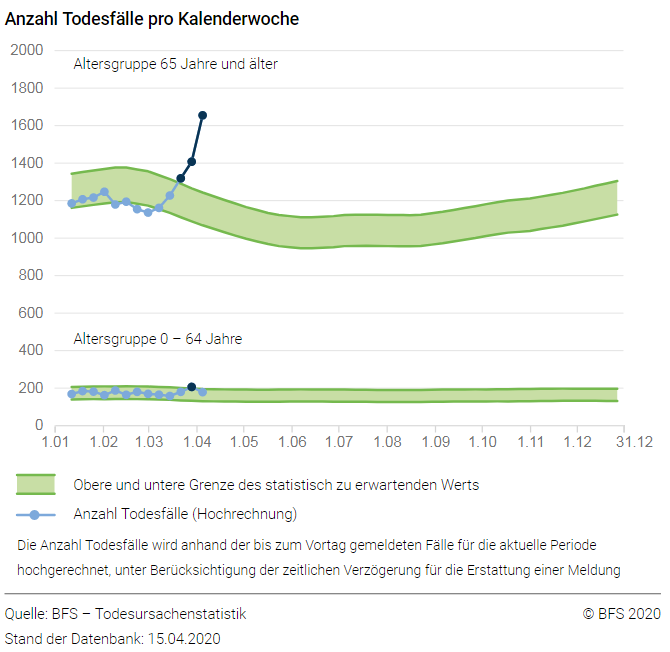 Anzahl Todesfälle pro Kalenderwoche
2000
Altersgruppe 65 Jahre und älter
1800
1600
1400
1200
1000
800
600
Altersgruppe 0 – 64 Jahre
400
200
0
1.01 1.02 1.03 1.04 1.05 1.06 1.07 1.08 1.09 1.10 1.11 1.12 31.12
Obere und untere Grenze des statistisch zu erwartenden Werts
Anzahl Todesfälle (Hochrechnung)
Die Anzahl Todesfälle wird anhand der bis zum Vortag gemeldeten Fälle für die aktuelle Periode
hochgerechnet, unter Berücksichtigung der zeitlichen Verzögerung für die Erstattung einer Meldung
Quelle: BFS – Todesursachenstatistik © BFS 2020
Stand der Datenbank: 15.04.2020